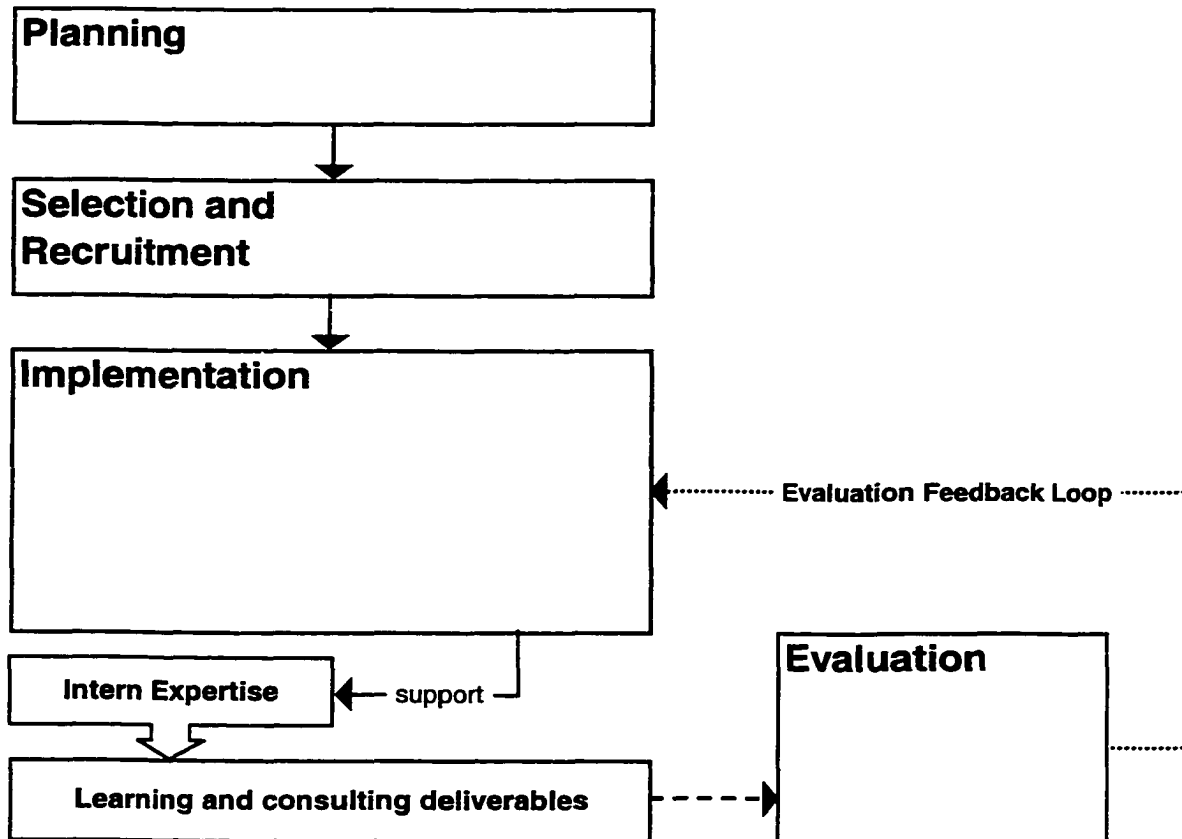 Planning
Selection and
Recruitment
Implementation
Evaluation Feedback Loop
Evaluation
Intern Expertise
support
Learning and consulting deliverables